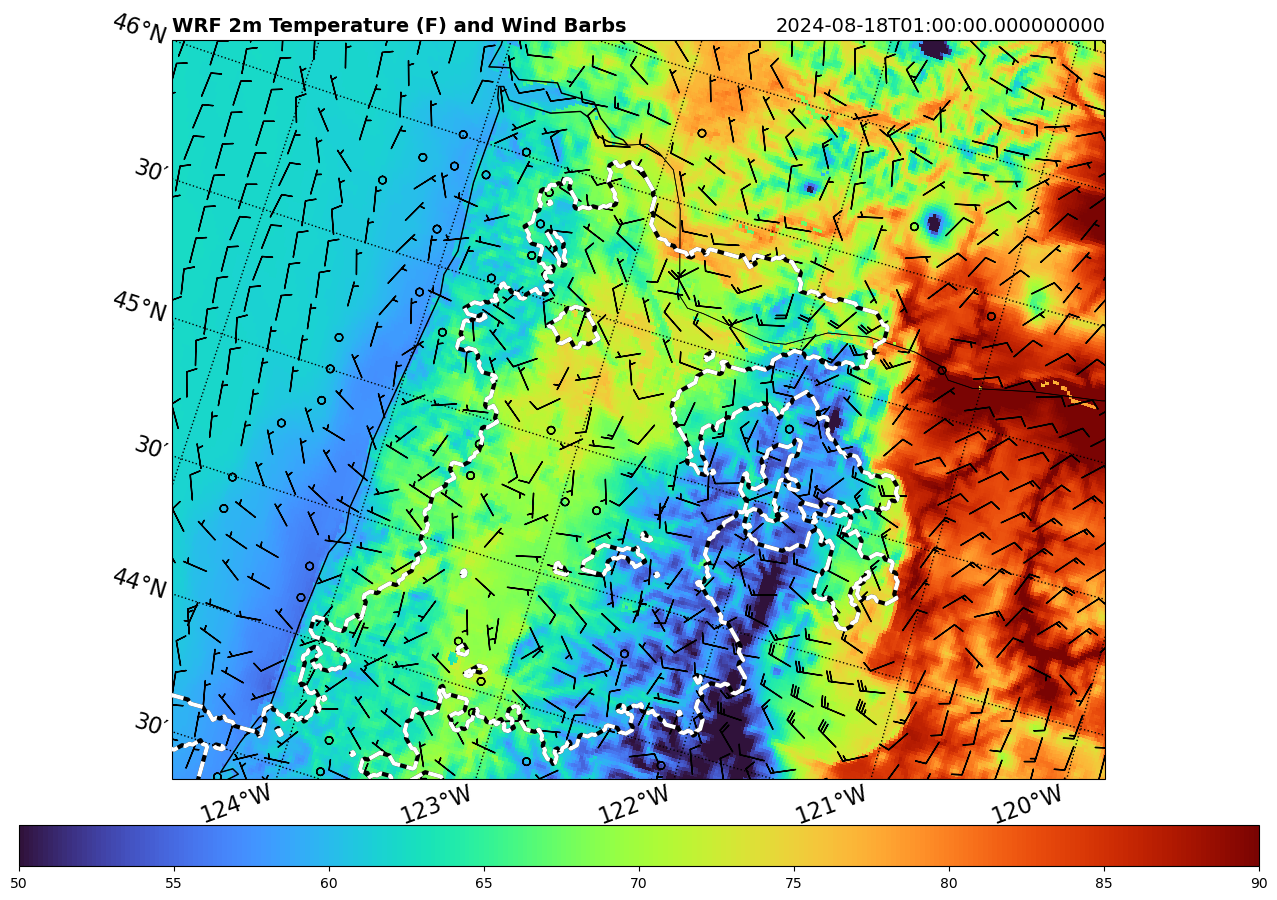 WRF 2m Temperature (F) and Wind Barbs 2024-08-18T01:00:00.000000000
46°N
30′
45°N
30′
44°N
30′
124°W 123°W 122°W 121°W 120°W
50 55 60 65 70 75 80 85 90